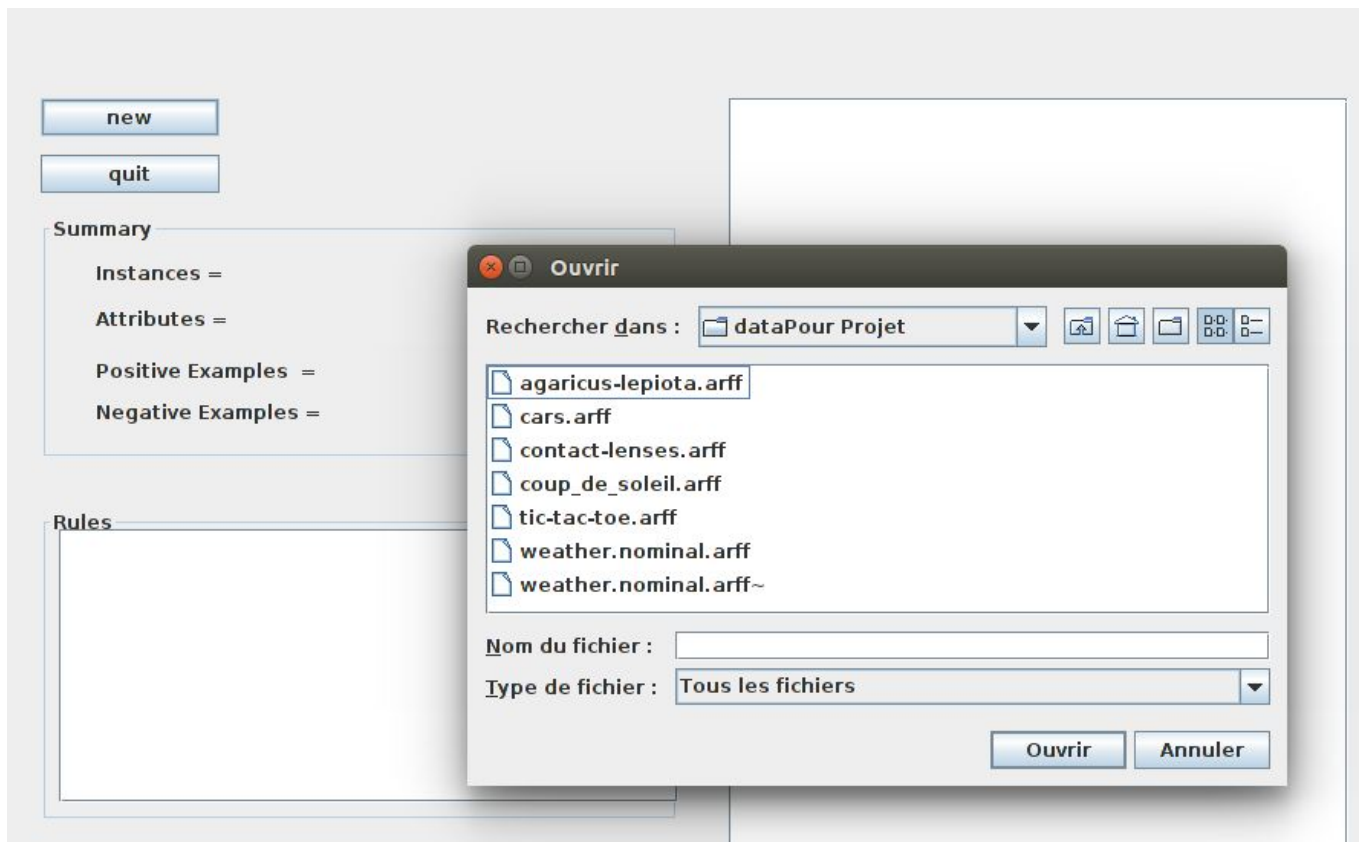 new
quit
Summary
Instances =
Attributes =
Positive Examples =
Negative Examples =
Rules
Ouvrir
Rechercher dans :
dataPour Projet
agaricus-lepiota.arff
cars.arff
contact-lenses.arff
coup_de_soleil.arff
tic-tac-toe.arff
weather.nominal.arff
weather.nominal.arff~
Nom du fichier :
Type de fichier : Tous les fichiers
Ouvrir Annuler